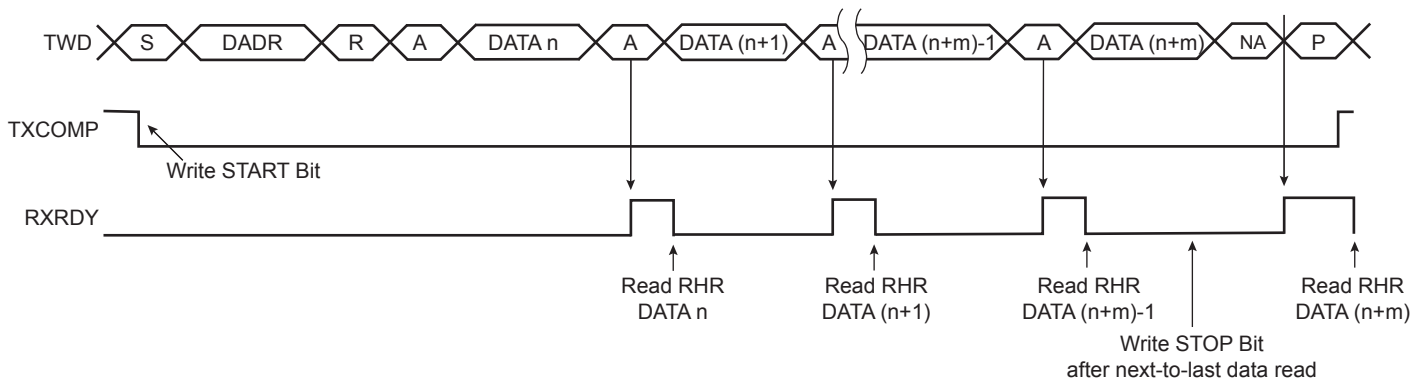 TWD S DADR R A DATA n A DATA (n+1) A DATA (n+m)-1 A DATA (n+m) NA P
TXCOMP
Write START Bit
RXRDY
Read RHR
DATA n
Read RHR
DATA (n+1)
Read RHR
DATA (n+m)-1
Read RHR
DATA (n+m)
Write STOP Bit
after next-to-last data read